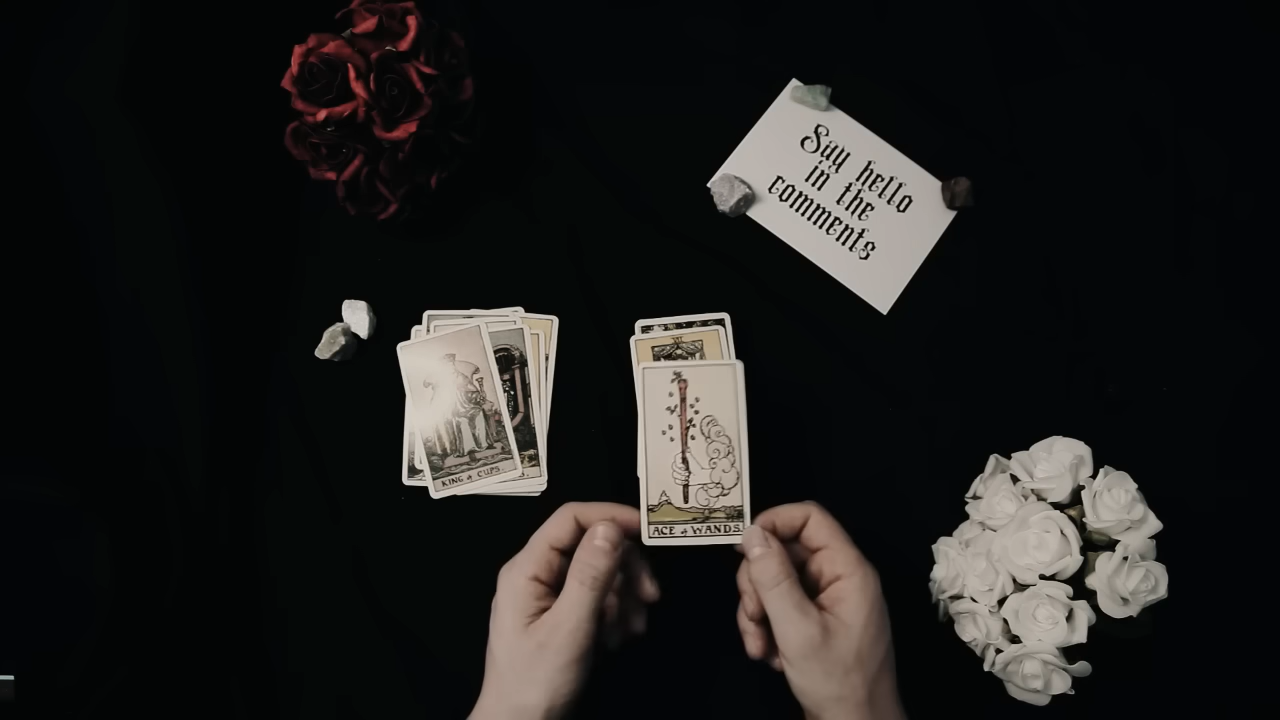 Say hello
in the
comments
KING of CUPS.
ACE of WANDS.